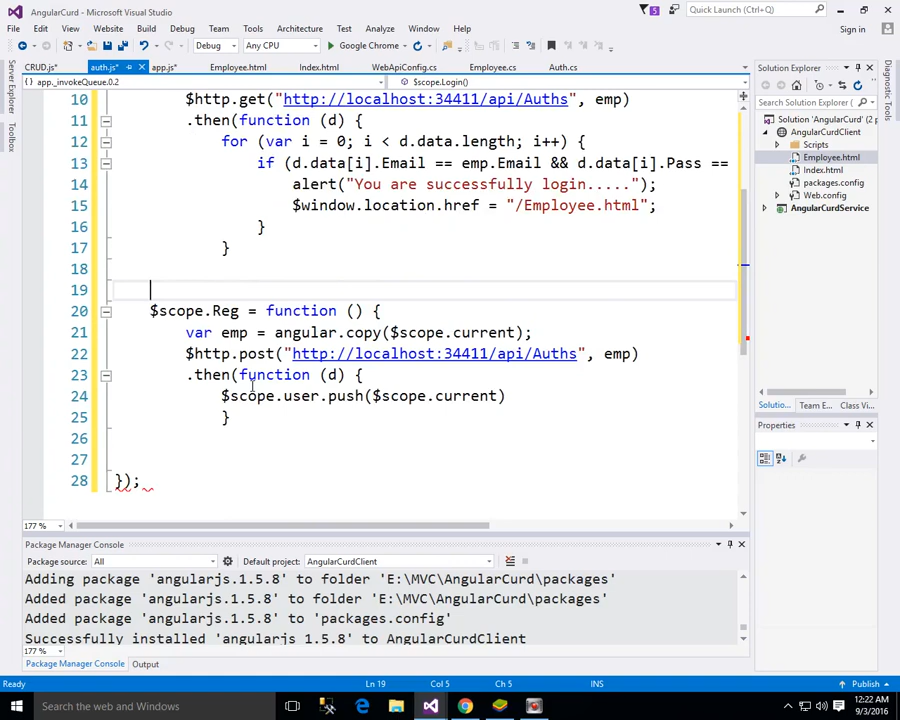 AngularCurd - Microsoft Visual Studio
5
Quick Launch (Ctrl+Q)
File Edit View Website Build Debug Team Tools Architecture Test Analyze Window Help
Sign in
Debug Any CPU Google Chrome
CRUD.js* auth.js* app.js* Employee.html Index.html WebApiConfig.cs Employee.cs Auth.cs
app._invokeQueue.0.2 $scope.Login()
10 $http.get("http://localhost:34411/api/Auths", emp)
11 .then(function (d) {
12 for (var i = 0; i < d.data.length; i++) {
13 if (d.data[i].Email == emp.Email && d.data[i].Pass ==
14 alert("You are successfully login.....");
15 $window.location.href = "/Employee.html";
16 }
17 }
18
19
20 $scope.Reg = function () {
21 var emp = angular.copy($scope.current);
22 $http.post("http://localhost:34411/api/Auths", emp)
23 .then(function (d) {
24 $scope.user.push($scope.current)
25 }
26
27
28 });
177 %
Server Explorer
Toolbox
Solution Explorer
Search Solution Explorer
Solution 'AngularCurd' (2 p
AngularCurdClient
Scripts
Employee.html
Index.html
packages.config
Web.config
AngularCurdService
Solutio... Team E... Class Vi...
Properties
Diagnostic Tools
Package Manager Console
Package source: All Default project: AngularCurdClient
Adding package 'angularjs.1.5.8' to folder 'E:\MVC\AngularCurd\packages'
Added package 'angularjs.1.5.8' to folder 'E:\MVC\AngularCurd\packages'
Added package 'angularjs.1.5.8' to 'packages.config'
Successfully installed 'angularjs 1.5.8' to AngularCurdClient
177 %
Package Manager Console Output
Ready Ln 19 Col 5 Ch 5 INS Publish
Search the web and Windows
12:22 AM
9/3/2016